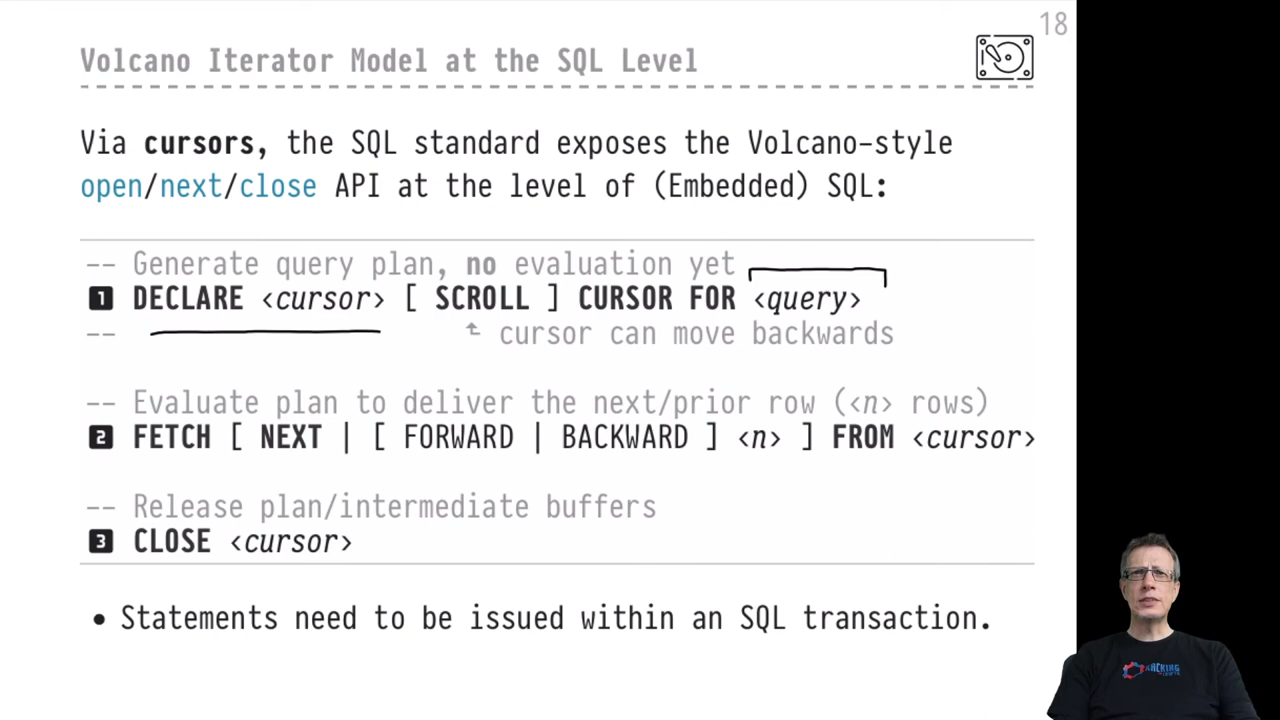 18
Volcano Iterator Model at the SQL Level
Via cursors, the SQL standard exposes the Volcano-style
open/next/close API at the level of (Embedded) SQL:
-- Generate query plan, no evaluation yet
1 DECLARE <cursor> [ SCROLL ] CURSOR FOR <query>
-- ⮤ cursor can move backwards
-- Evaluate plan to deliver the next/prior row (<n> rows)
2 FETCH [ NEXT | [ FORWARD | BACKWARD ] <n> ] FROM <cursor>
-- Release plan/intermediate buffers
3 CLOSE <cursor>
• Statements need to be issued within an SQL transaction.